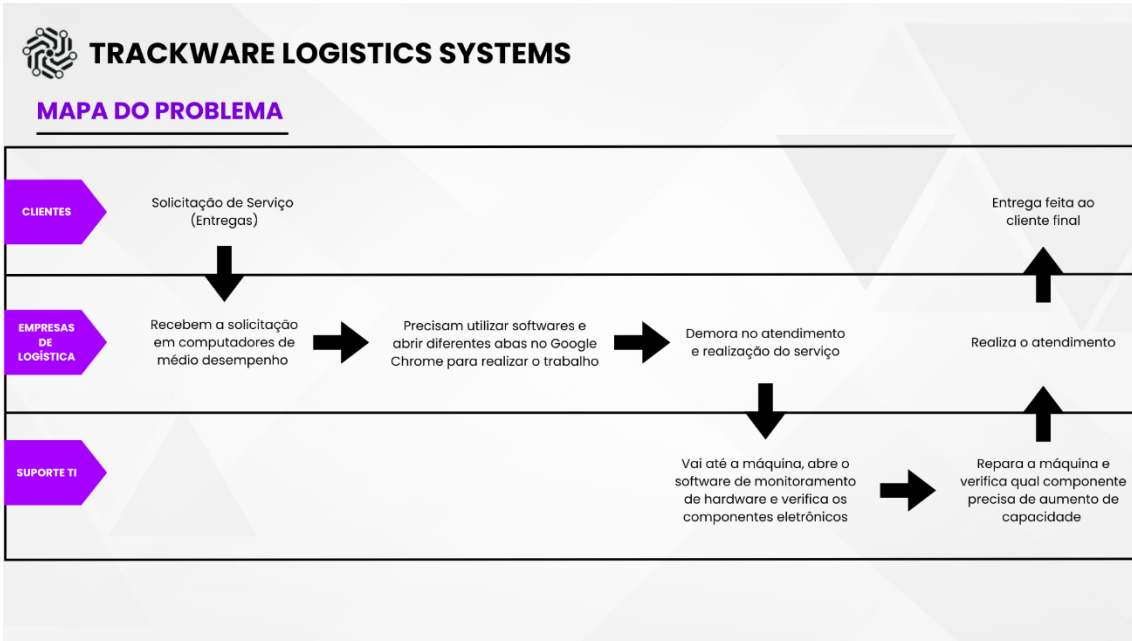 TRACKWARE LOGISTICS SYSTEMS
MAPA DO PROBLEMA
CLIENTES
Solicitação de Serviço
(Entregas)
Entrega feita ao
cliente final
EMPRESAS
DE
LOGÍSTICA
Recebem a solicitação
em computadores de
médio desempenho
Precisam utilizar softwares e
abrir diferentes abas no Google
Chrome para realizar o trabalho
Demora no atendimento
e realização do serviço
Realiza o atendimento
SUPORTE TI
Vai até a máquina, abre o
software de monitoramento
de hardware e verifica os
componentes eletrônicos
Repara a máquina e
verifica qual componente
precisa de aumento de
capacidade